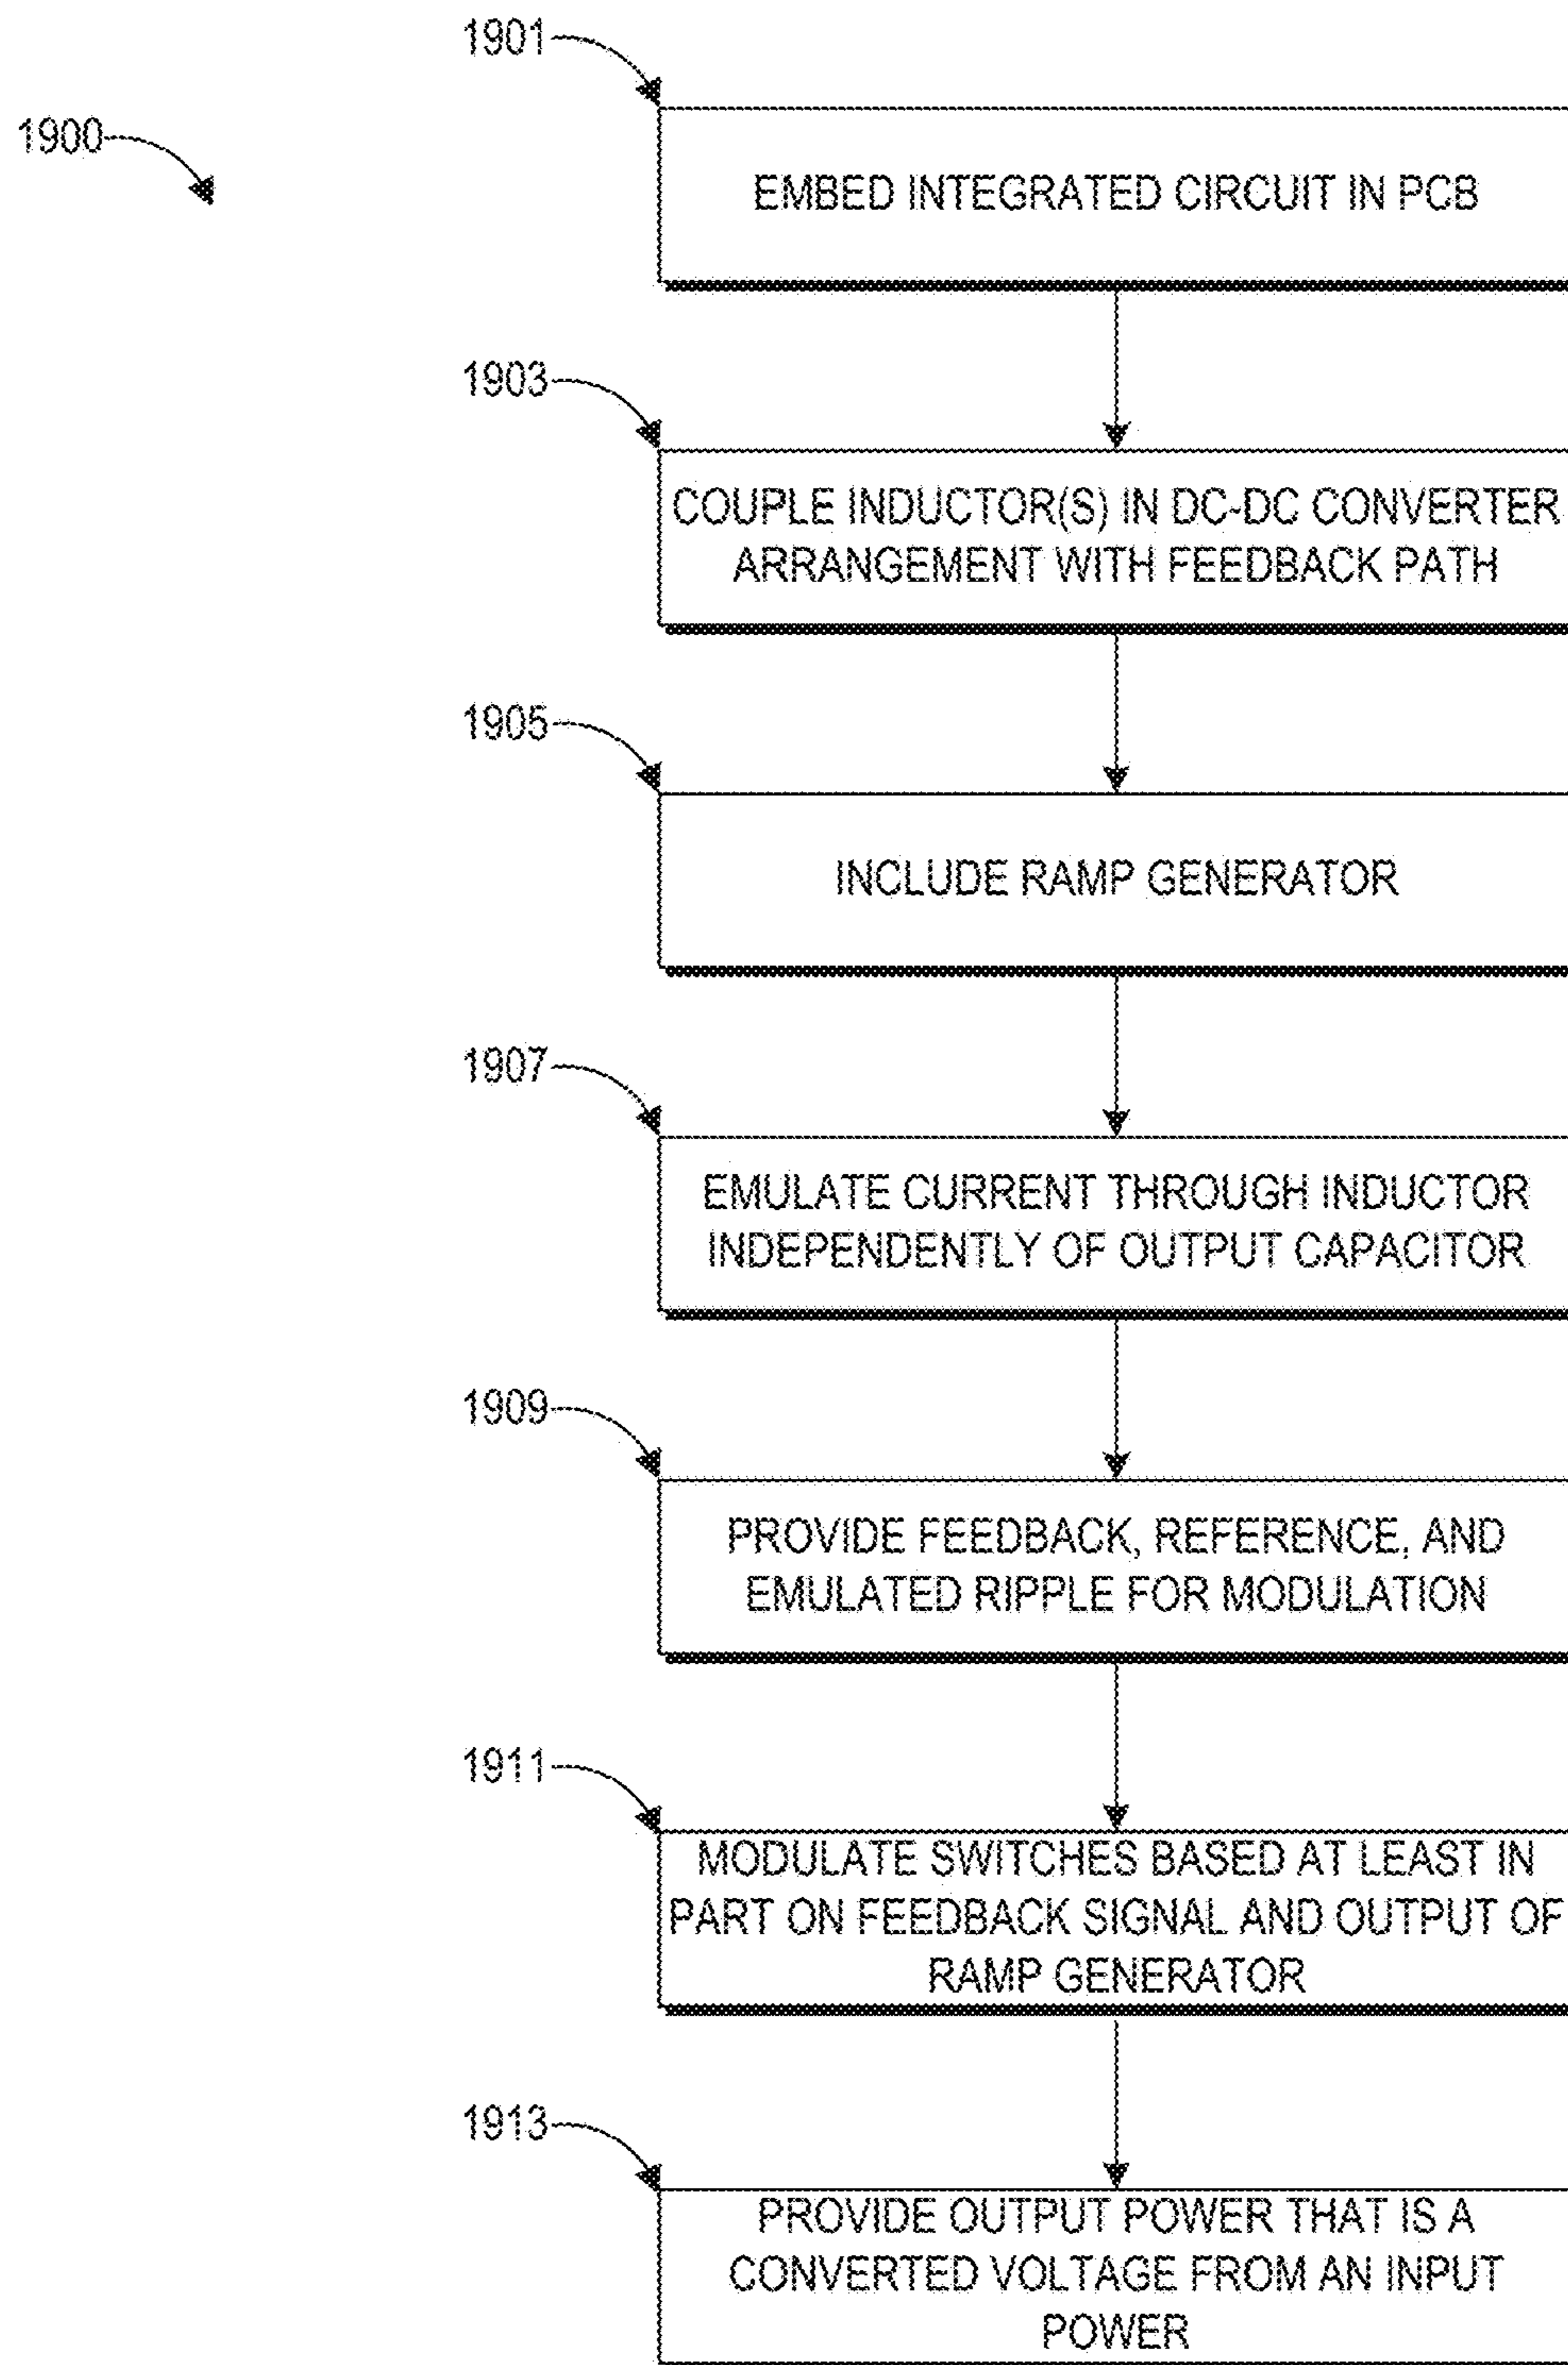 1901
1900
EMBED INTEGRATED CIRCUIT IN PCB
1903
COUPLE INDUCTOR(S) IN DC-DC CONVERTER
ARRANGEMENT WITH FEEDBACK PATH
1905
INCLUDE RAMP GENERATOR
1907
EMULATE CURRENT THROUGH INDUCTOR
INDEPENDENTLY OF OUTPUT CAPACITOR
1909
PROVIDE FEEDBACK, REFERENCE, AND
EMULATED RIPPLE FOR MODULATION
1911
MODULATE SWITCHES BASED AT LEAST IN
PART ON FEEDBACK SIGNAL AND OUTPUT OF
RAMP GENERATOR
1913
PROVIDE OUTPUT POWER THAT IS A
CONVERTED VOLTAGE FROM AN INPUT
POWER